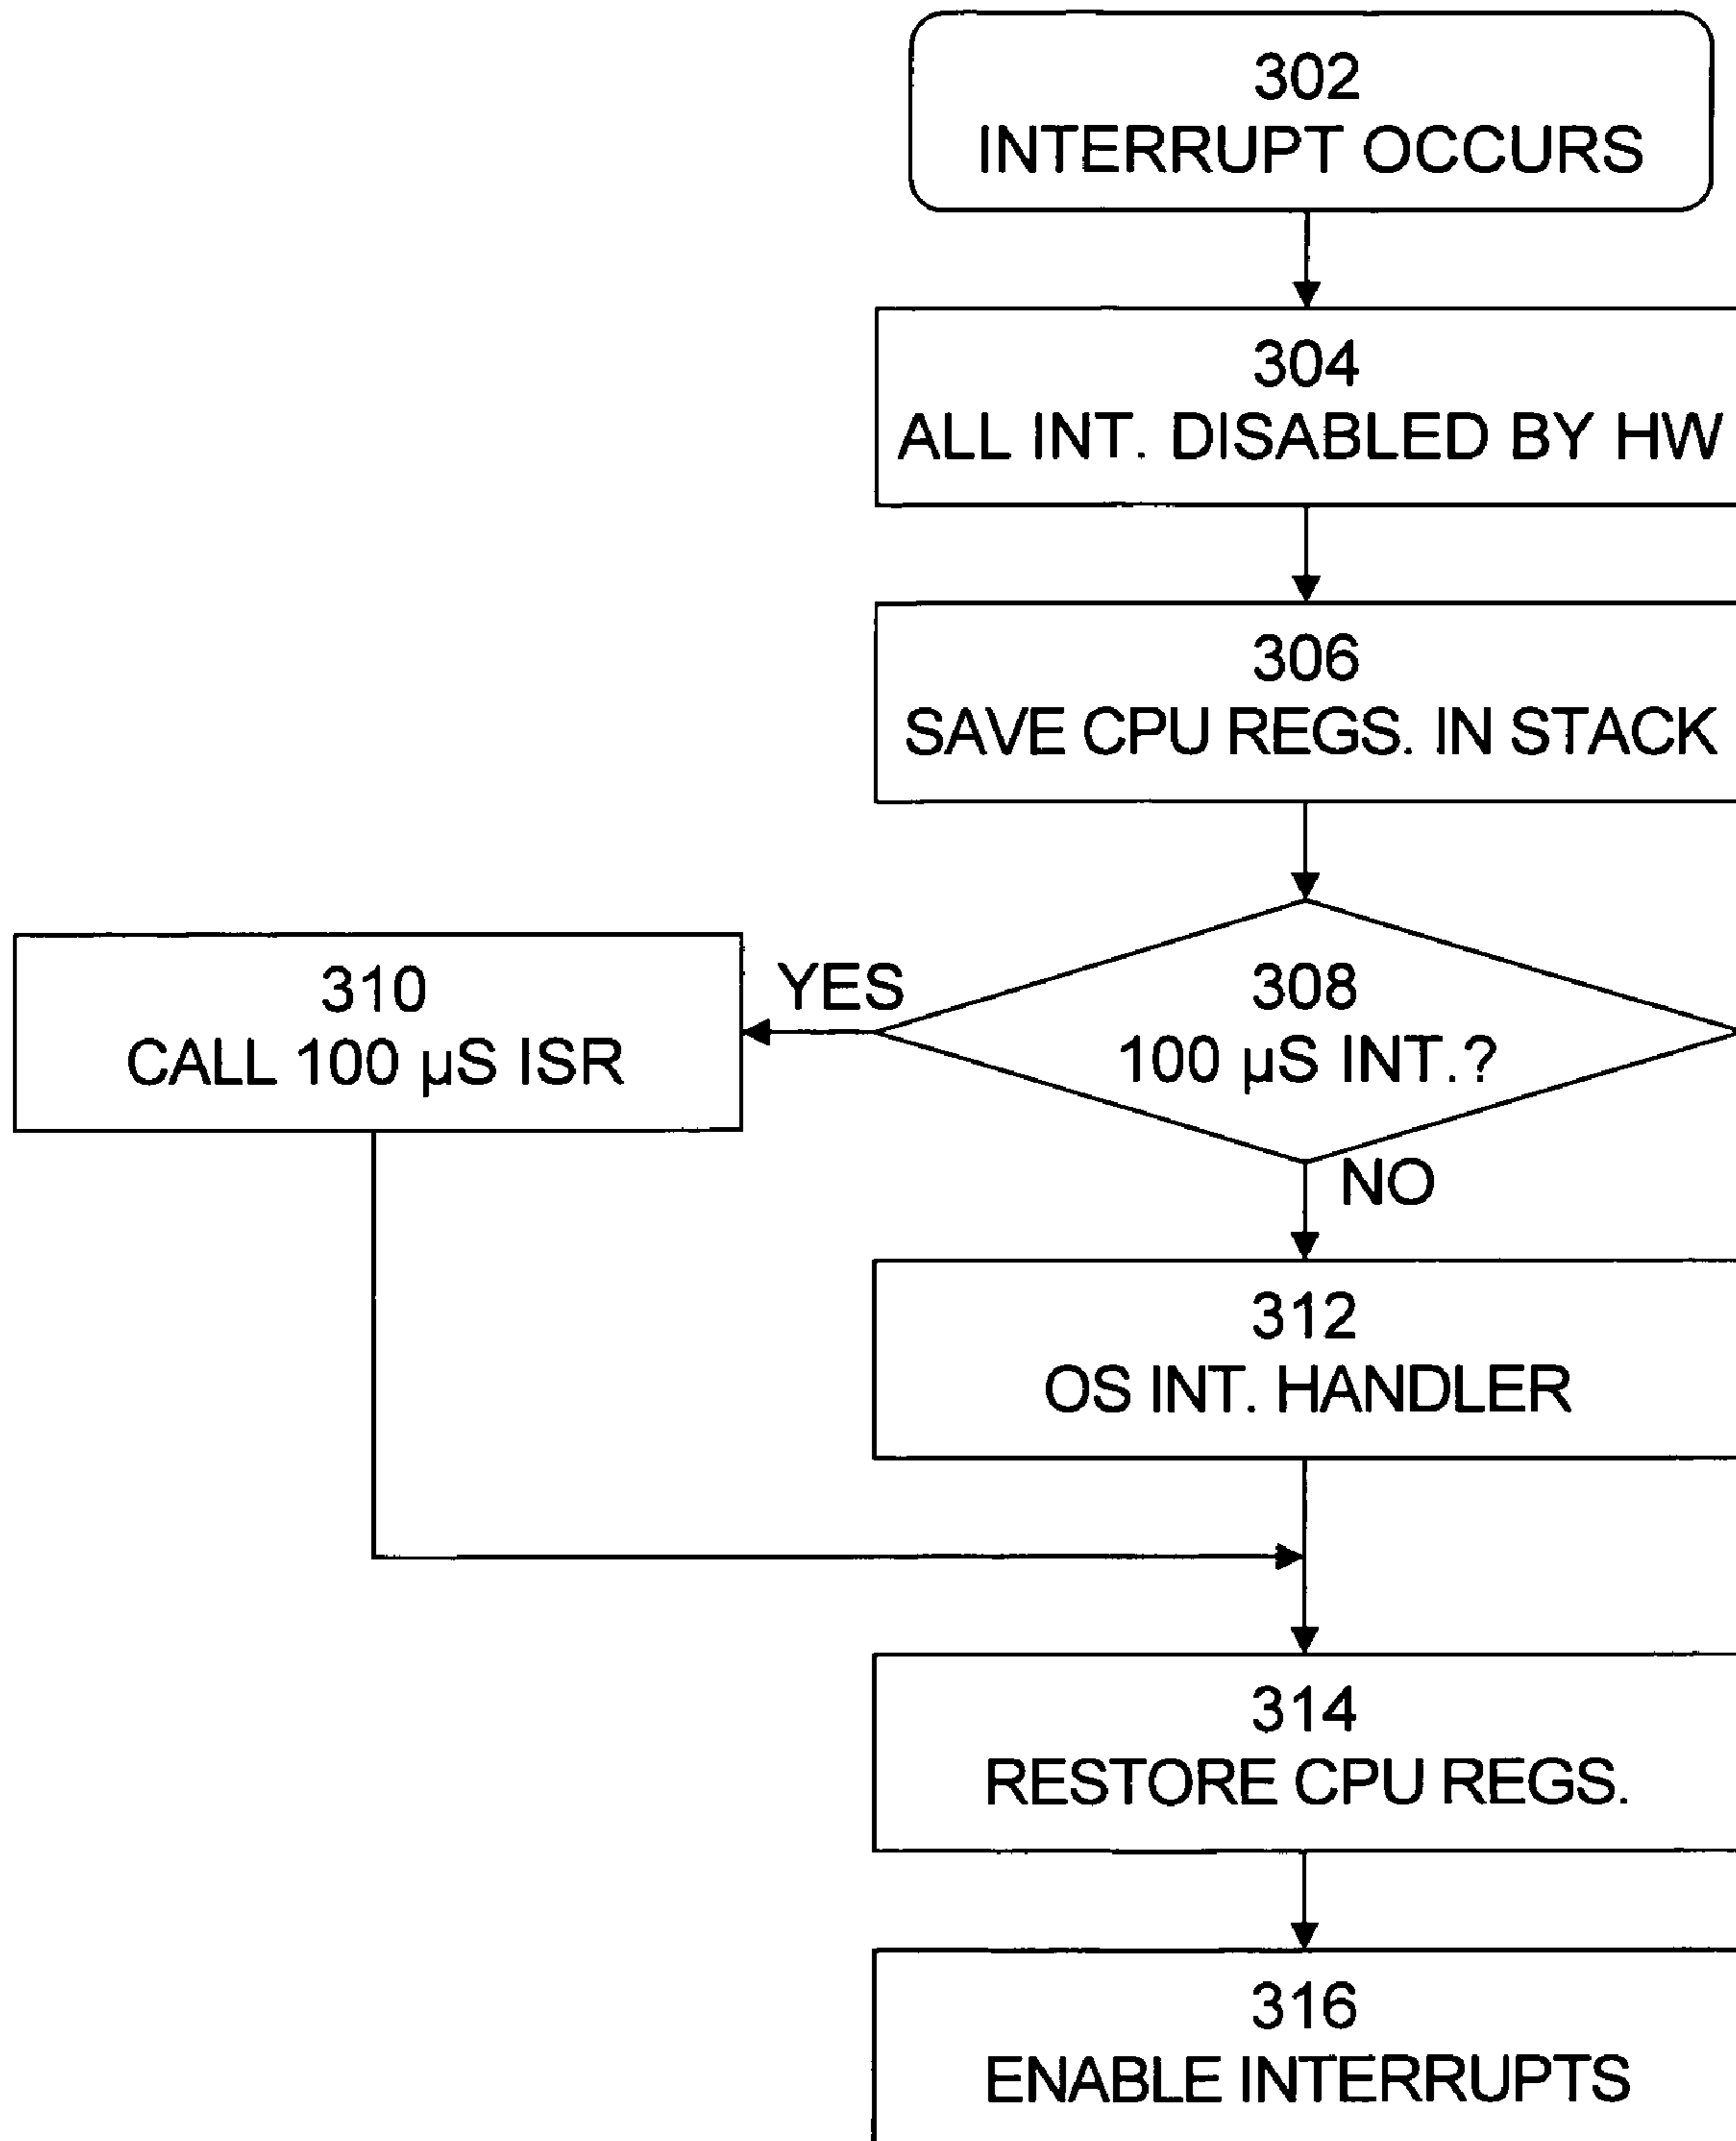 302
INTERRUPT OCCURS
304
ALL INT. DISABLED BY HW
306
SAVE CPU REGS. IN STACK
308
100 µS INT.?
YES
310
CALL 100 µS ISR
NO
312
OS INT. HANDLER
314
RESTORE CPU REGS.
316
ENABLE INTERRUPTS